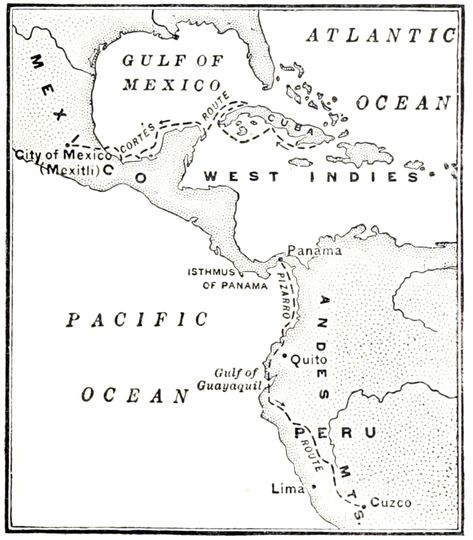 ATLANTIC
OCEAN
GULF OF
MEXICO
MEXICO
CORTÉS ROUTE
CUBA
City of Mexico
(Mexitli)
WEST INDIES
Panama
ISTHMUS
OF PANAMA
PIZARRO
ROUTE
PACIFIC
OCEAN
ANDES
MTS.
Quito
Gulf of
Guayaquil
PERU
Lima
Cuzco